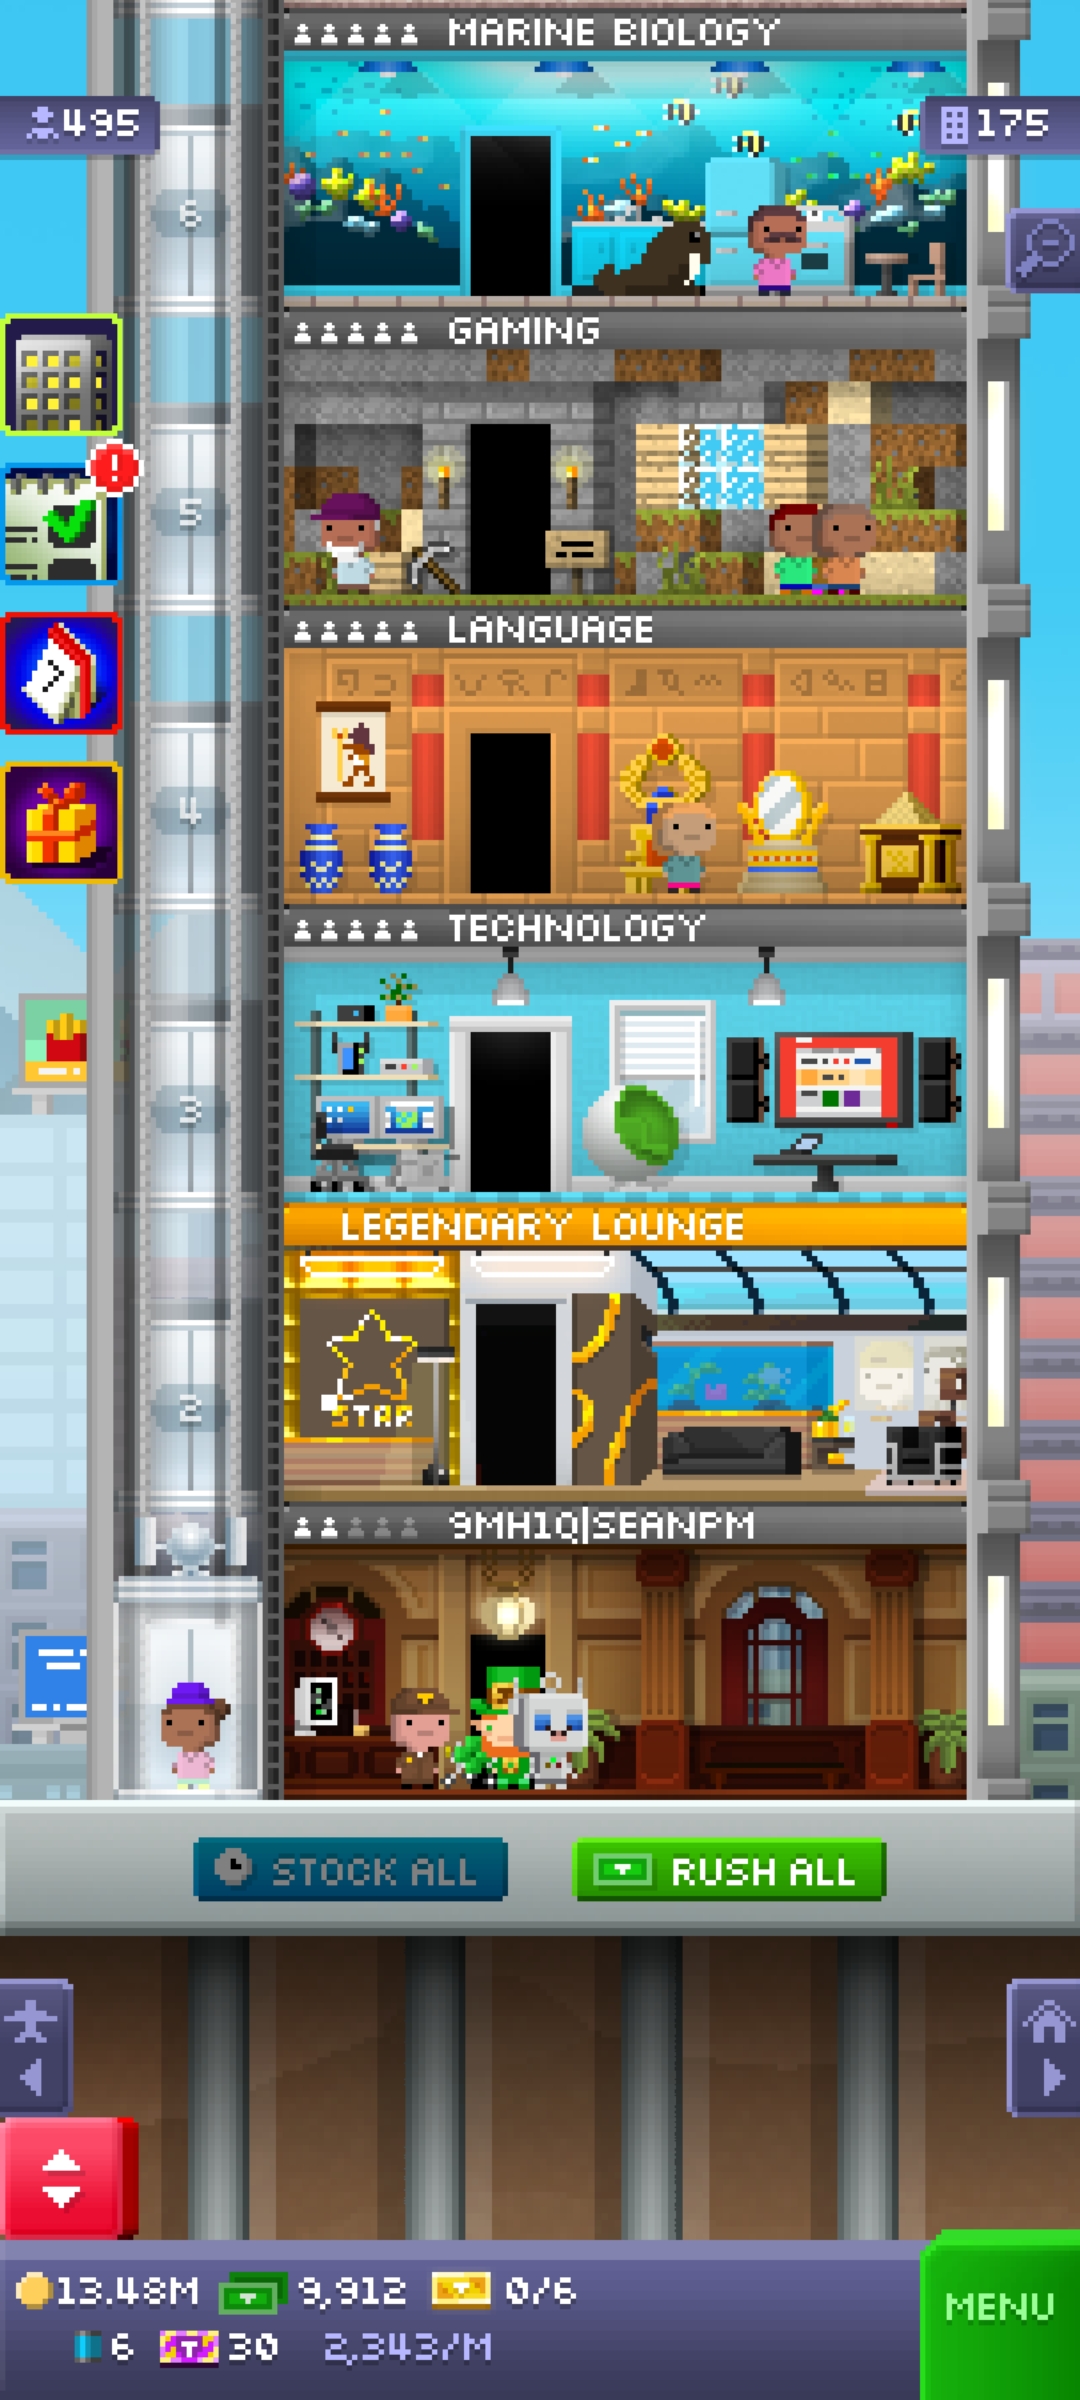 MARINE BIOLOGY
495
175
6
GAMING
5
LANGUAGE
4
TECHNOLOGY
3
LEGENDARY LOUNGE
2
STAR
9MH1Q|SEANPM
STOCK ALL
RUSH ALL
13.48M
9,912
0/6
6
30
2,343/M
MENU